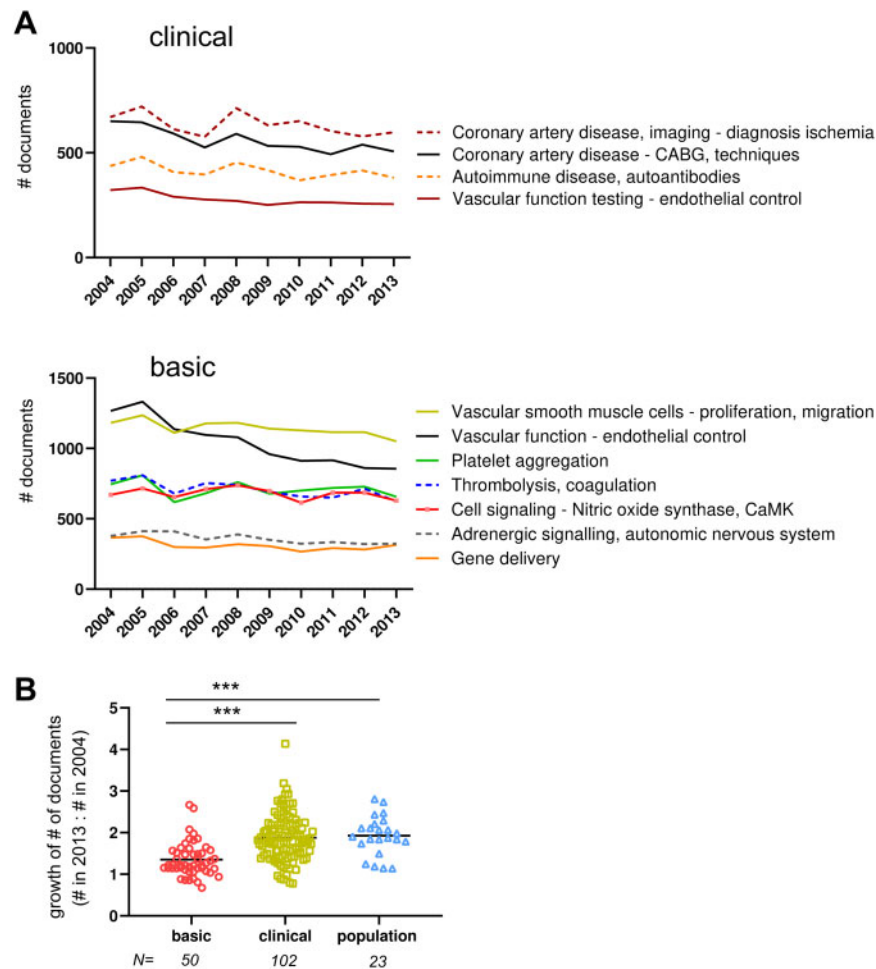 A
clinical
1000
500
0
# documents
2004 2005 2006 2007 2008 2009 2010 2011 2012 2013
Coronary artery disease, imaging - diagnosis ischemia
Coronary artery disease - CABG, techniques
Autoimmune disease, autoantibodies
Vascular function testing - endothelial control
basic
1500
1000
500
0
# documents
2004 2005 2006 2007 2008 2009 2010 2011 2012 2013
Vascular smooth muscle cells - proliferation, migration
Vascular function - endothelial control
Platelet aggregation
Thrombolysis, coagulation
Cell signaling - Nitric oxide synthase, CaMK
Adrenergic signalling, autonomic nervous system
Gene delivery
B
***
***
5
4
3
2
1
0
growth of # of documents
(# in 2013 : # in 2004)
basic clinical population
N= 50 102 23